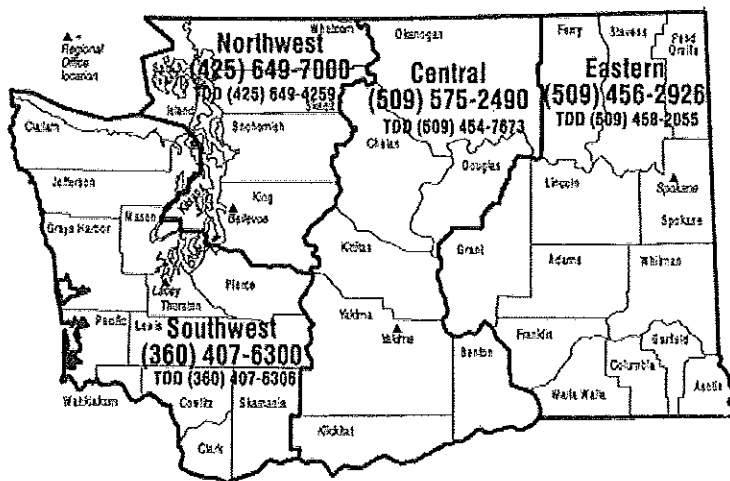 ▲ =
Regional
Office
location
Northwest
(425) 649-7000
TDD (425) 649-4259
Central
(509) 575-2490
TDD (509) 454-7673
Eastern
(509) 456-2926
TDD (509) 458-2055
Southwest
(360) 407-6300
TDD (360) 407-6306
Whatcom
Okanogan
Ferry
Stevens
Pend
Oreille
Island
Skagit
Clallam
Snohomish
Chelan
Douglas
Jefferson
King
Kitsap
Bellevue
Lincoln
Spokane
Spokane
Mason
Grays Harbor
Kittitas
Grant
Adams
Whitman
Lacey
Thurston
Pierce
Pacific
Lewis
Yakima
Yakima
Franklin
Benton
Garfield
Columbia
Walla Walla
Asotin
Wahkiakum
Cowlitz
Skamania
Klickitat
Clark